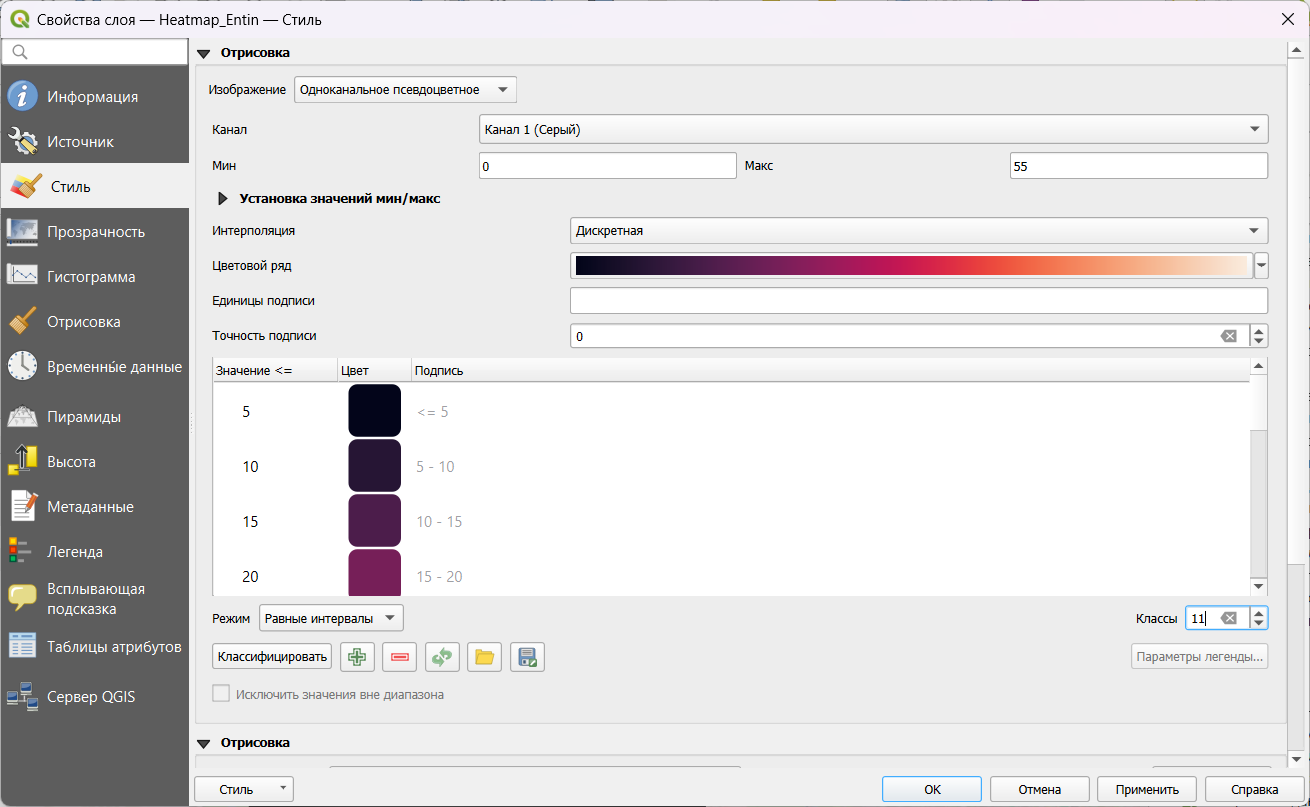 Свойства слоя — Heatmap_Entin — Стиль
Информация
Источник
Стиль
Прозрачность
Гистограмма
Отрисовка
Временны́е данные
Пирамиды
Высота
Метаданные
Легенда
Всплывающая
подсказка
Таблицы атрибутов
Сервер QGIS
Отрисовка
Изображение Одноканальное псевдоцветное
Канал Канал 1 (Серый)
Мин 0 Макс 55
Установка значений мин/макс
Интерполяция Дискретная
Цветовой ряд
Единицы подписи
Точность подписи 0
Значение <= Цвет Подпись
5 <= 5
10 5 - 10
15 10 - 15
20 15 - 20
Режим Равные интервалы Классы 11
Классифицировать Параметры легенды...
Исключить значения вне диапазона
Отрисовка
Стиль OK Отмена Применить Справка